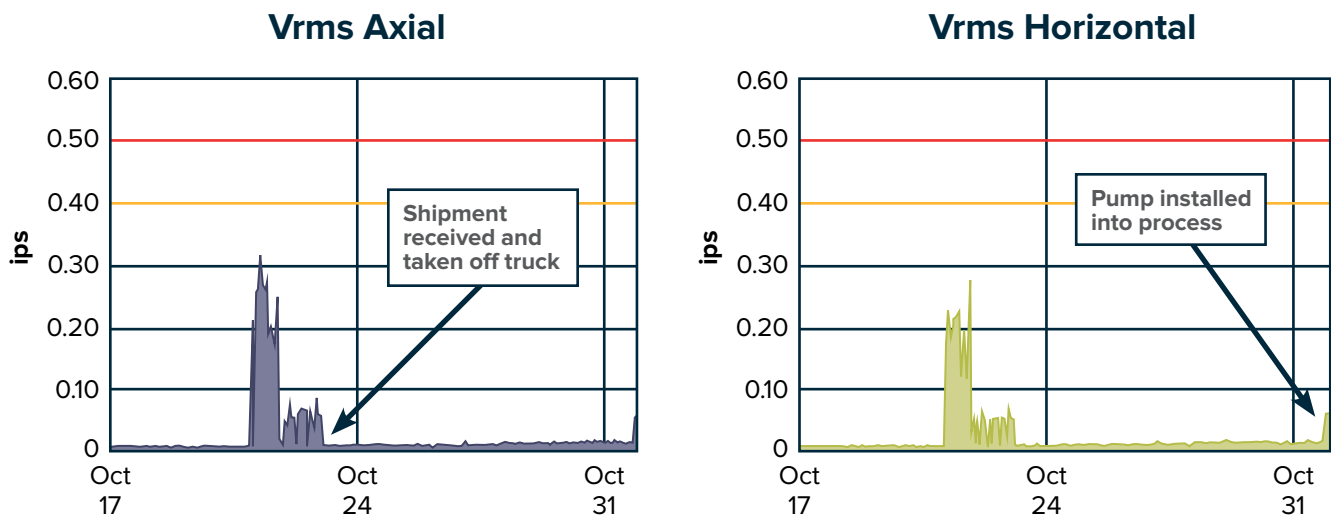 Vrms Axial
0.60
0.50
0.40
0.30
0.20
0.10
0
ips
Shipment
received and
taken off truck
Oct
17
Oct
24
Oct
31
Vrms Horizontal
0.60
0.50
0.40
0.30
0.20
0.10
0
ips
Pump installed
into process
Oct
17
Oct
24
Oct
31